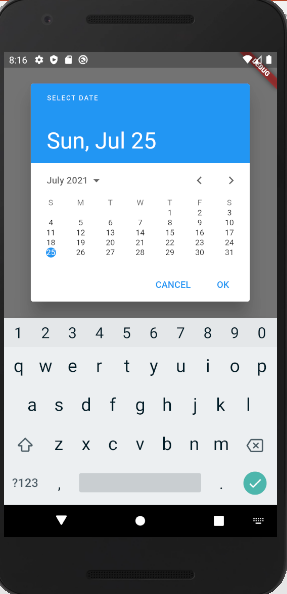 8:16
DEBUG
SELECT DATE
Sun, Jul 25
July 2021
S M T W T F S
1 2 3
4 5 6 7 8 9 10
11 12 13 14 15 16 17
18 19 20 21 22 23 24
25 26 27 28 29 30 31
CANCEL OK
1 2 3 4 5 6 7 8 9 0
q w e r t y u i o p
a s d f g h j k l
z x c v b n m
?123 , .